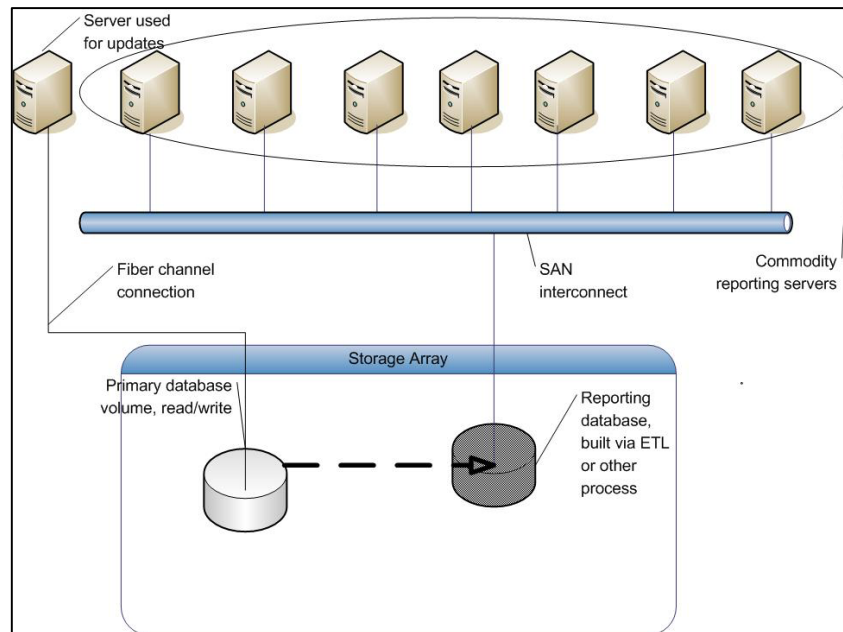 Server used
for updates
Fiber channel
connection
SAN
interconnect
Commodity
reporting servers
Storage Array
Primary database
volume, read/write
Reporting
database,
built via ETL
or other
process